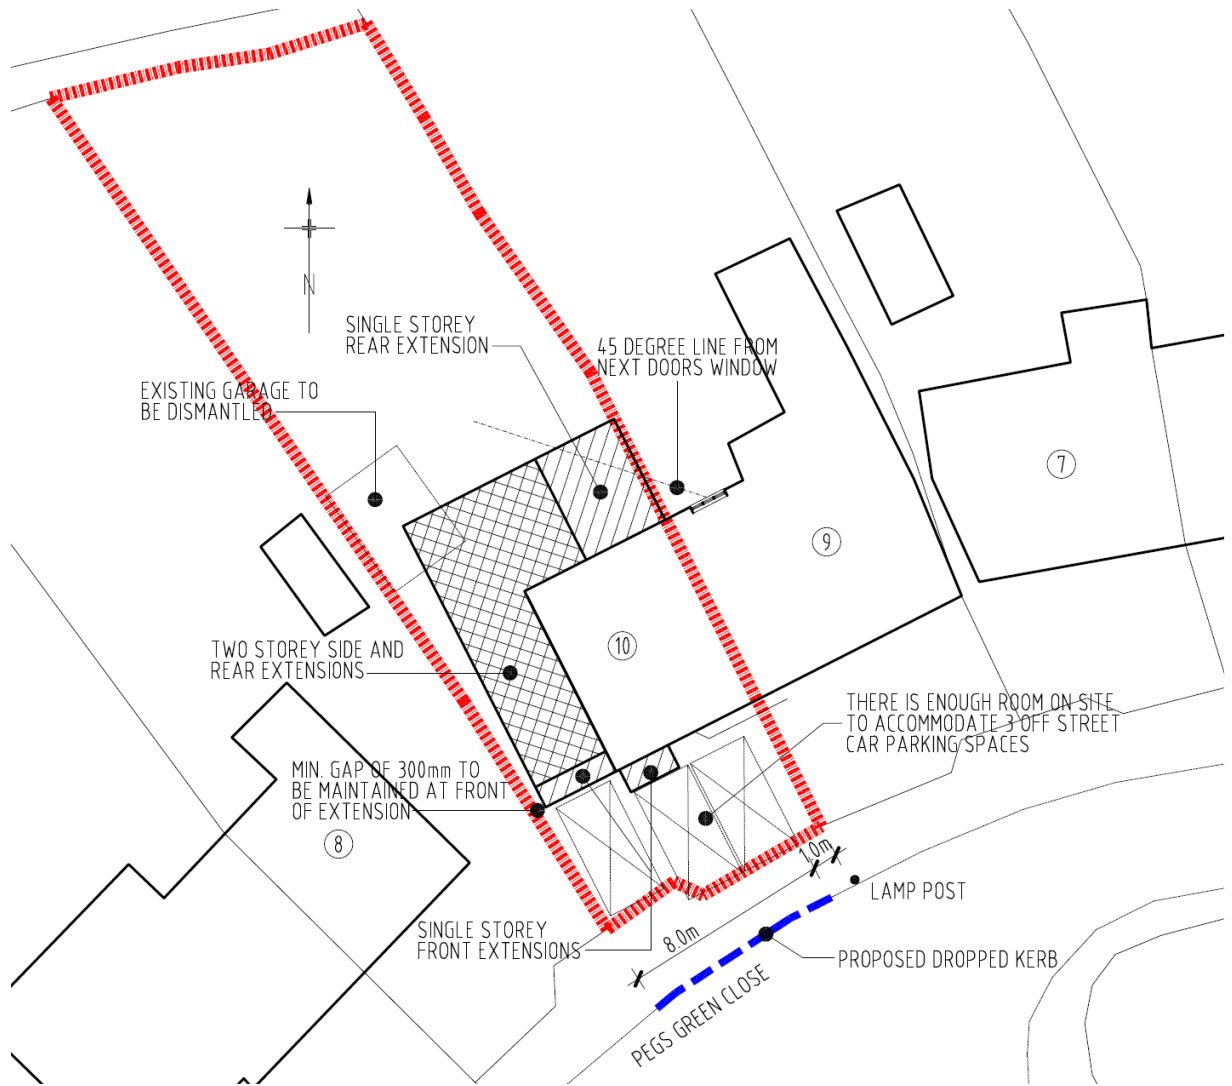 N
SINGLE STOREY
REAR EXTENSION
45 DEGREE LINE FROM
NEXT DOORS WINDOW
EXISTING GARAGE TO
BE DISMANTLED
7
9
10
TWO STOREY SIDE AND
REAR EXTENSIONS
THERE IS ENOUGH ROOM ON SITE
TO ACCOMMODATE 3 OFF STREET
CAR PARKING SPACES
MIN. GAP OF 300mm TO
BE MAINTAINED AT FRONT
OF EXTENSION
8
1.0m
LAMP POST
SINGLE STOREY
FRONT EXTENSIONS
8.0m
PROPOSED DROPPED KERB
PEGS GREEN CLOSE